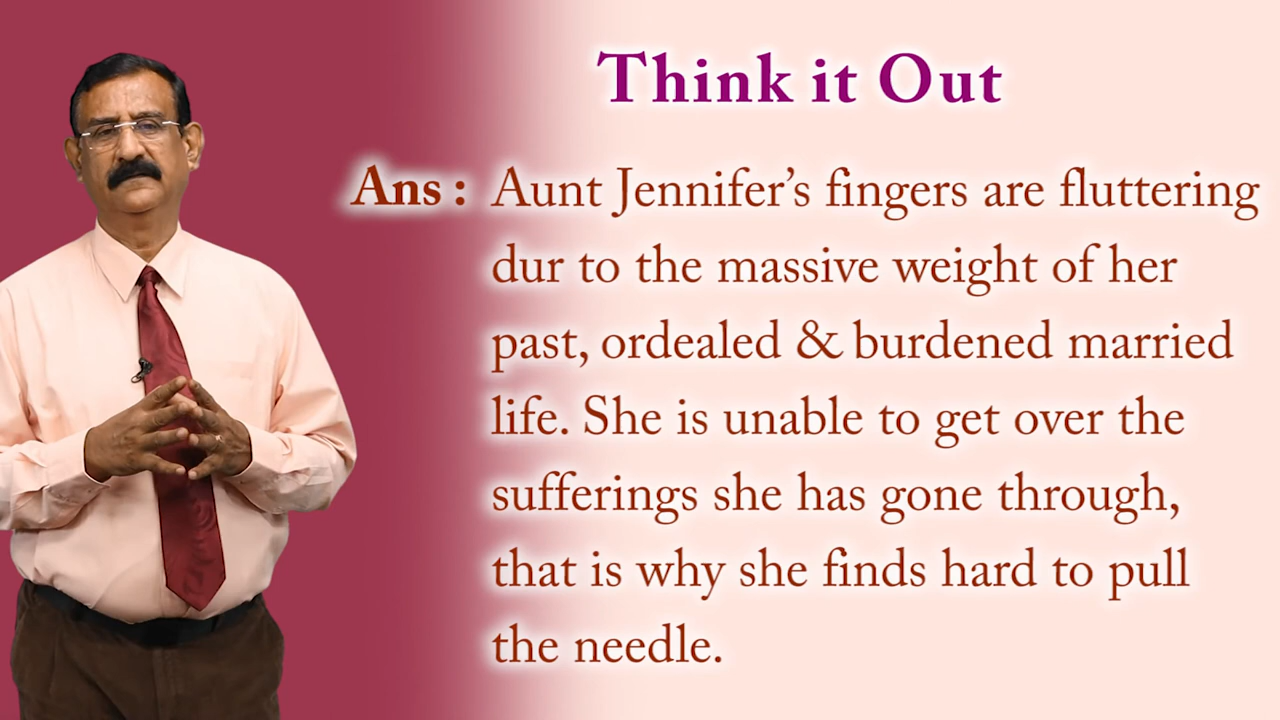 Think it Out
Ans : Aunt Jennifer’s fingers are fluttering
dur to the massive weight of her
past, ordealed & burdened married
life. She is unable to get over the
sufferings she has gone through,
that is why she finds hard to pull
the needle.